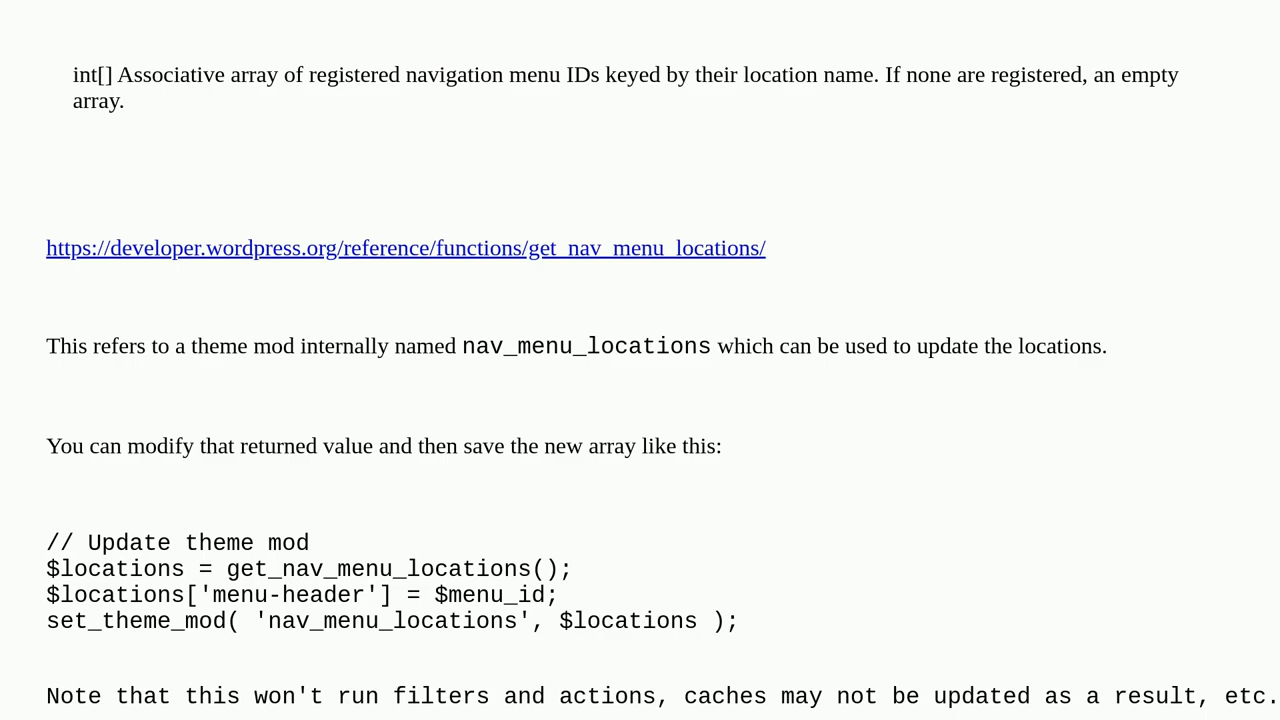 int[] Associative array of registered navigation menu IDs keyed by their location name. If none are registered, an empty
array.
https://developer.wordpress.org/reference/functions/get_nav_menu_locations/
This refers to a theme mod internally named nav_menu_locations which can be used to update the locations.
You can modify that returned value and then save the new array like this:
// Update theme mod
$locations = get_nav_menu_locations();
$locations['menu-header'] = $menu_id;
set_theme_mod( 'nav_menu_locations', $locations );
Note that this won't run filters and actions, caches may not be updated as a result, etc.